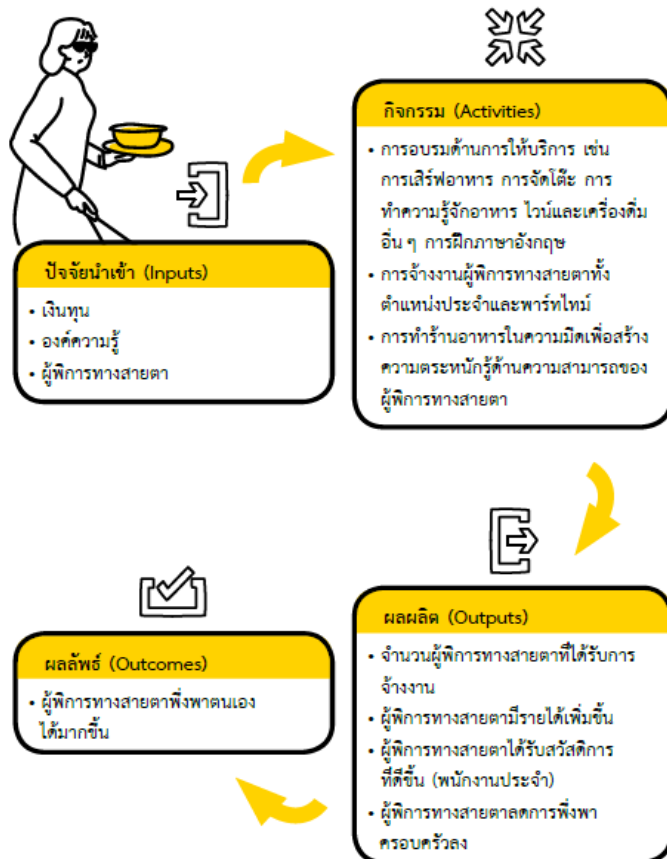 ปัจจัยนำเข้า (Inputs)
• เงินทุน
• องค์ความรู้
• ผู้พิการทางสายตา
กิจกรรม (Activities)
• การอบรมด้านการให้บริการ เช่น
การเสิร์ฟอาหาร การจัดโต๊ะ การ
ทำความรู้จักอาหาร ไวน์และเครื่องดื่ม
อื่น ๆ การฝึกภาษาอังกฤษ
• การจ้างงานผู้พิการทางสายตาทั้ง
ตำแหน่งประจำและพาร์ทไทม์
• การทำร้านอาหารในความมืดเพื่อสร้าง
ความตระหนักรู้ด้านความสามารถของ
ผู้พิการทางสายตา
ผลผลิต (Outputs)
• จำนวนผู้พิการทางสายตาที่ได้รับการ
จ้างงาน
• ผู้พิการทางสายตามีรายได้เพิ่มขึ้น
• ผู้พิการทางสายตาได้รับสวัสดิการ
ที่ดีขึ้น (พนักงานประจำ)
• ผู้พิการทางสายตาลดการพึ่งพา
ครอบครัวลง
ผลลัพธ์ (Outcomes)
• ผู้พิการทางสายตาพึ่งพาตนเอง
ได้มากขึ้น